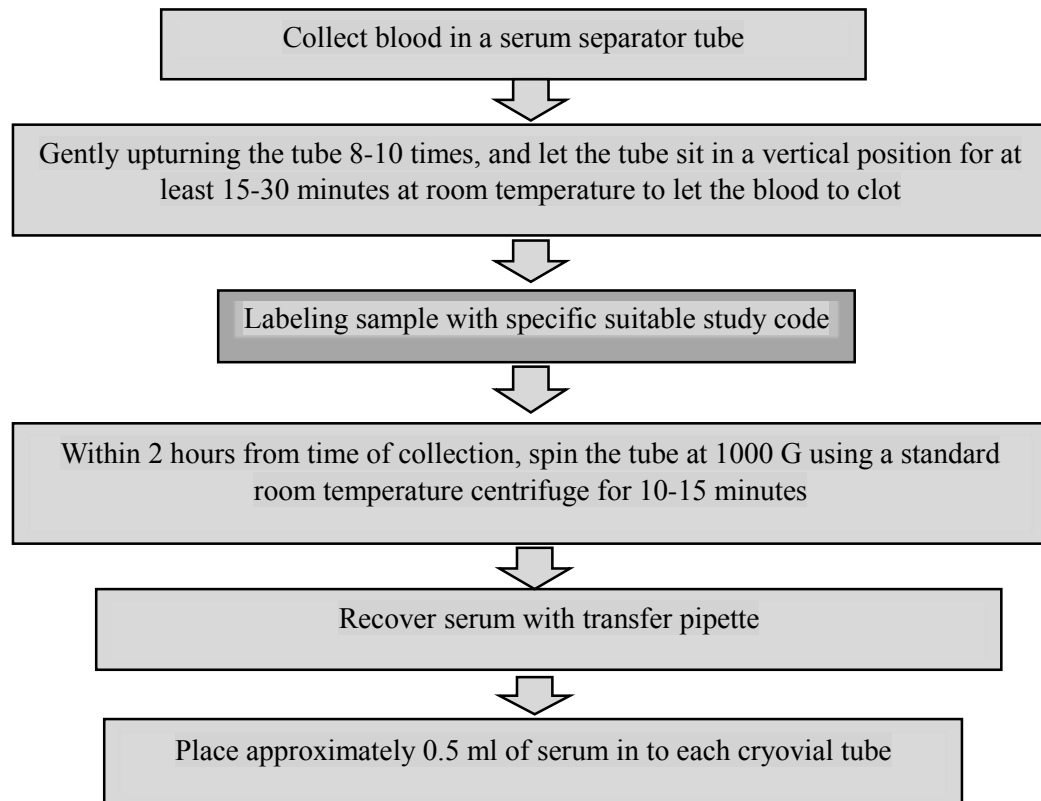 Collect blood in a serum separator tube
Gently upturning the tube 8-10 times, and let the tube sit in a vertical position for at
least 15-30 minutes at room temperature to let the blood to clot
Labeling sample with specific suitable study code
Within 2 hours from time of collection, spin the tube at 1000 G using a standard
room temperature centrifuge for 10-15 minutes
Recover serum with transfer pipette
Place approximately 0.5 ml of serum in to each cryovial tube